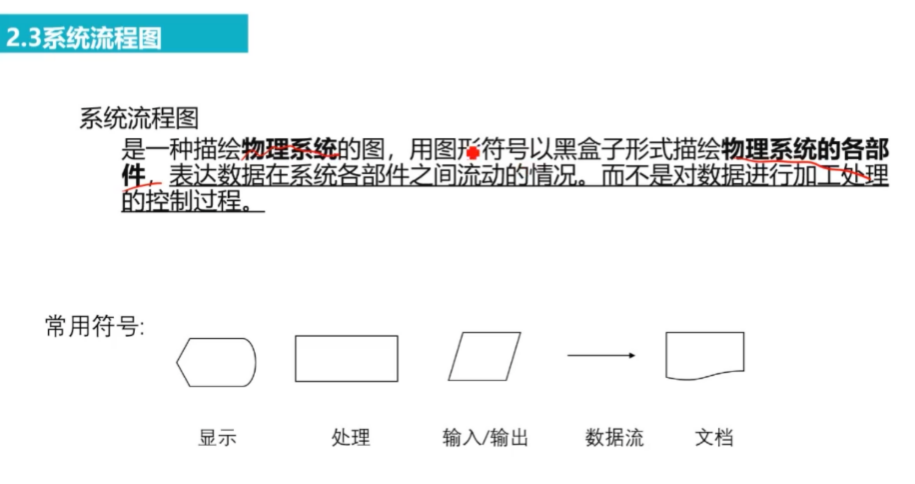 2.3系统流程图
系统流程图
是一种描绘物理系统的图，用图形符号以黑盒子形式描绘物理系统的各部
件，表达数据在系统各部件之间流动的情况。而不是对数据进行加工处理
的控制过程。
常用符号:
显示 处理 输入/输出 数据流 文档